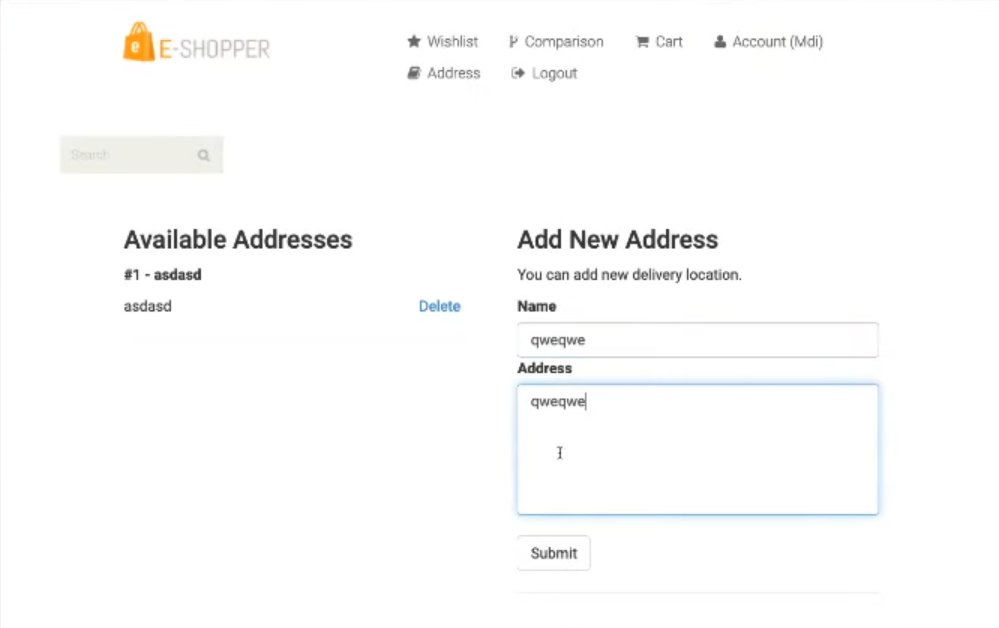 e E-SHOPPER
Wishlist Comparison Cart Account (Mdi)
Address Logout
Search
Available Addresses
#1 - asdasd
asdasd Delete
Add New Address
You can add new delivery location.
Name
qweqwe
Address
qweqwe
Submit